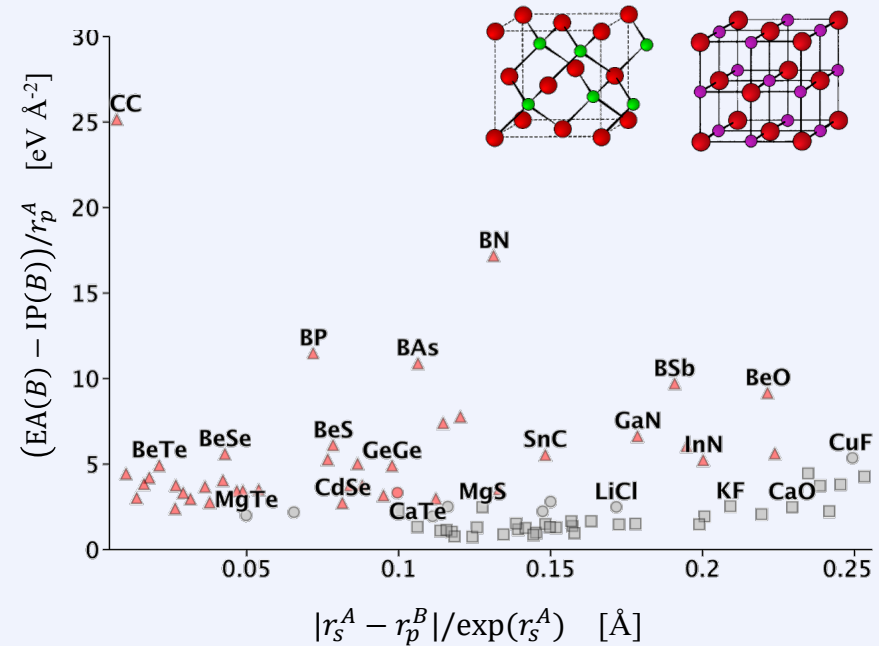 30
25
20
15
10
5
0
(EA(B) − IP(B))/r_p^A [eV Å⁻²]
CC
BN
BP
BAs
BSb
BeO
BeTe
BeSe
BeS
GeGe
SnC
GaN
InN
CuF
MgTe
CdSe
CaTe
MgS
LiCl
KF
CaO
0.05
0.1
0.15
0.2
0.25
|r_s^A − r_p^B|/exp(r_s^A) [Å]